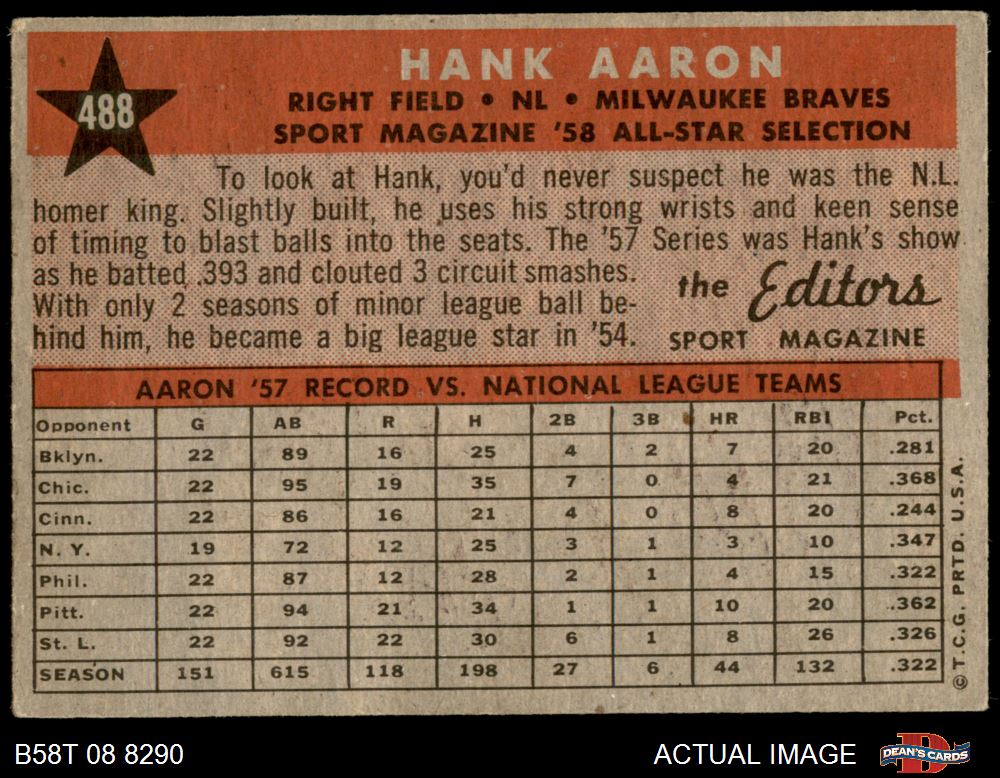 488
HANK AARON
RIGHT FIELD • NL • MILWAUKEE BRAVES
SPORT MAGAZINE '58 ALL-STAR SELECTION
To look at Hank, you'd never suspect he was the N.L.
homer king. Slightly built, he uses his strong wrists and keen sense
of timing to blast balls into the seats. The '57 Series was Hank's show
as he batted .393 and clouted 3 circuit smashes.
With only 2 seasons of minor league ball be-
hind him, he became a big league star in '54.
the Editors
SPORT MAGAZINE
AARON '57 RECORD VS. NATIONAL LEAGUE TEAMS
Opponent G AB R H 2B 3B HR RBI Pct.
Bklyn. 22 89 16 25 4 2 7 20 .281
Chic. 22 95 19 35 7 0 4 21 .368
Cinn. 22 86 16 21 4 0 8 20 .244
N. Y. 19 72 12 25 3 1 3 10 .347
Phil. 22 87 12 28 2 1 4 15 .322
Pitt. 22 94 21 34 1 1 10 20 .362
St. L. 22 92 22 30 6 1 8 26 .326
SEASON 151 615 118 198 27 6 44 132 .322
© T.C.G. PRTD. U.S.A.
B58T 08 8290
ACTUAL IMAGE
DEAN'S CARDS